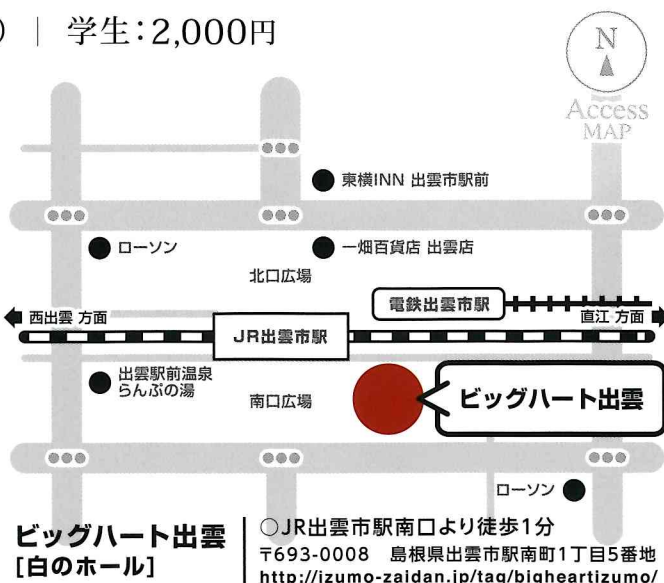 ) | 学生:2,000円
N
Access
MAP
東横INN 出雲市駅前
ローソン
一畑百貨店 出雲店
北口広場
電鉄出雲市駅
西出雲 方面
直江 方面
JR出雲市駅
出雲駅前温泉
らんぷの湯
南口広場
ビッグハート出雲
ローソン
ビッグハート出雲
[白のホール]
○JR出雲市駅南口より徒歩1分
〒693-0008 島根県出雲市駅南町1丁目5番地
http://izumo-zaidan.jp/tag/bigheartizumo/